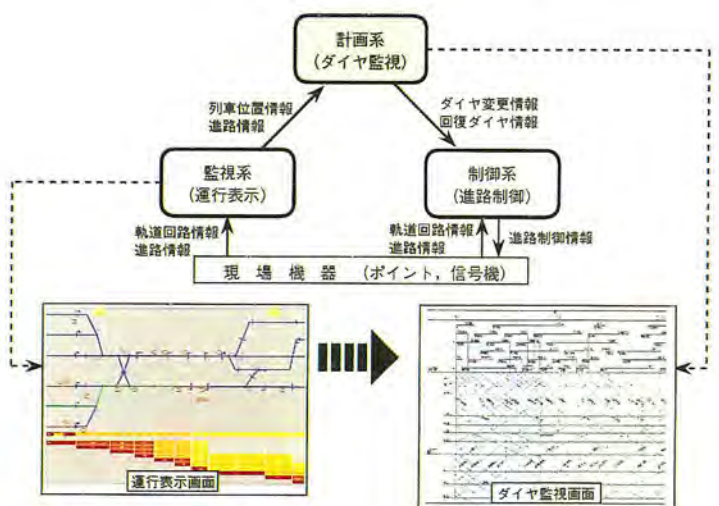 計画系
(ダイヤ監視)
列車位置情報
進路情報
ダイヤ変更情報
回復ダイヤ情報
監視系
(運行表示)
制御系
(進路制御)
軌道回路情報
進路情報
軌道回路情報
進路情報
進路制御情報
現 場 機 器 (ポイント,信号機)
運行表示画面
ダイヤ監視画面